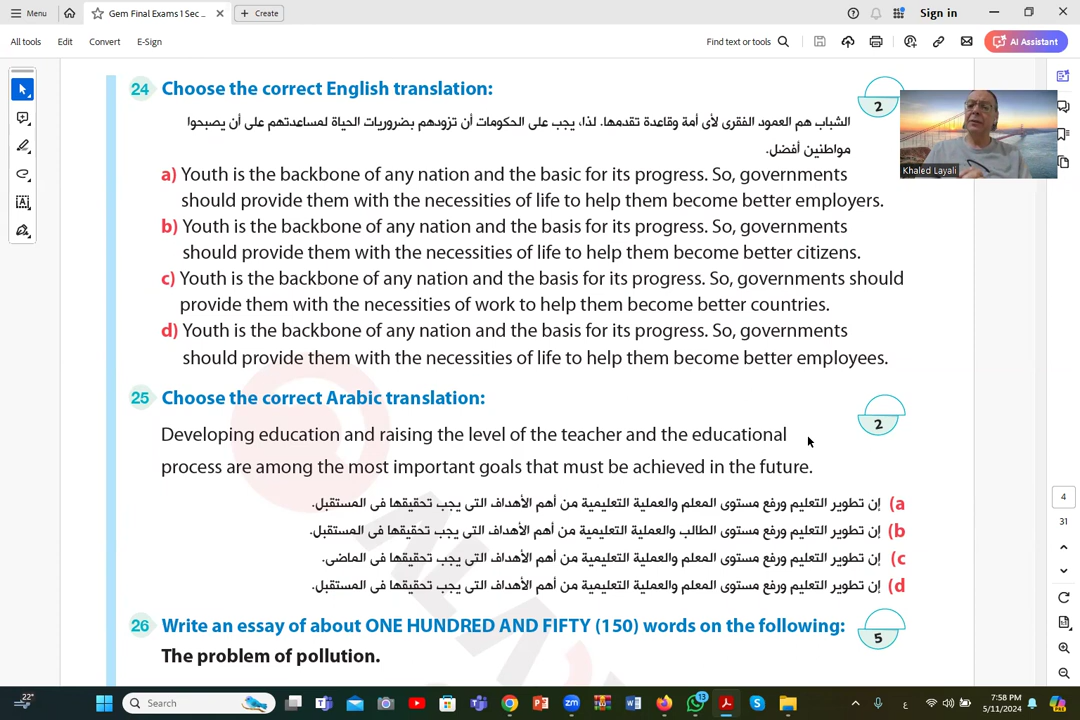 Menu
Gem Final Exams 1 Sec ...
Create
Sign in
All tools
Edit
Convert
E-Sign
Find text or tools
AI Assistant
24 Choose the correct English translation:
2
الشباب هم العمود الفقرى لأى أمة وقاعدة تقدمها. لذا، يجب على الحكومات أن تزودهم بضروريات الحياة لمساعدتهم على أن يصبحوا
مواطنين أفضل.
Khaled Layali
a) Youth is the backbone of any nation and the basic for its progress. So, governments
should provide them with the necessities of life to help them become better employers.
b) Youth is the backbone of any nation and the basis for its progress. So, governments
should provide them with the necessities of life to help them become better citizens.
c) Youth is the backbone of any nation and the basis for its progress. So, governments should
provide them with the necessities of work to help them become better countries.
d) Youth is the backbone of any nation and the basis for its progress. So, governments
should provide them with the necessities of life to help them become better employees.
25 Choose the correct Arabic translation:
2
Developing education and raising the level of the teacher and the educational
process are among the most important goals that must be achieved in the future.
a) إن تطوير التعليم ورفع مستوى المعلم والعملية التعليمية من أهم الأهداف التى يجب تحقيقها فى المستقبل.
b) إن تطوير التعليم ورفع مستوى الطالب والعملية التعليمية من أهم الأهداف التى يجب تحقيقها فى المستقبل.
c) إن تطوير التعليم ورفع مستوى المعلم والعملية التعليمية من أهم الأهداف التى يجب تحقيقها فى الماضى.
d) إن تطوير التعليم ورفع مستوى المعلم والعملية التعليمية من أهم الأهداف التى يجب تحقيقها فى المستقبل.
4
31
26 Write an essay of about ONE HUNDRED AND FIFTY (150) words on the following:
5
The problem of pollution.
22°
Search
13
ع
7:58 PM
5/11/2024